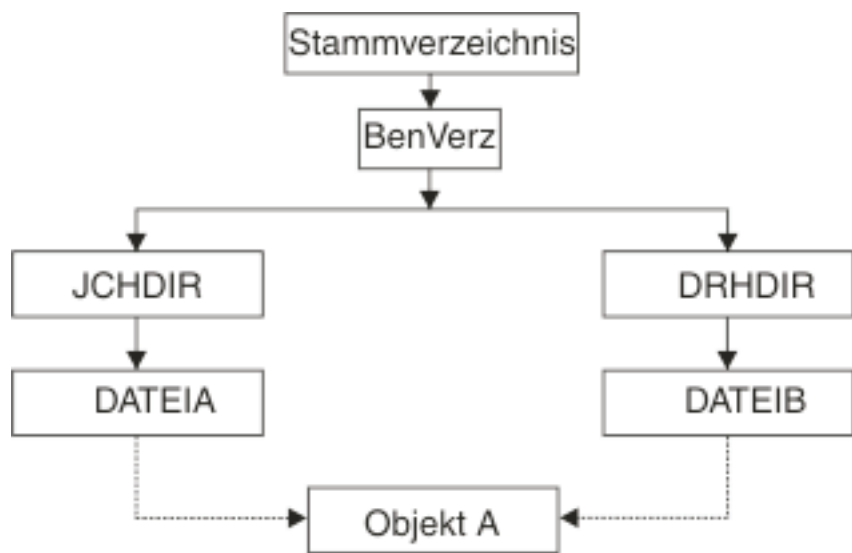 Stammverzeichnis
BenVerz
JCHDIR
DRHDIR
DATEIA
DATEIB
Objekt A